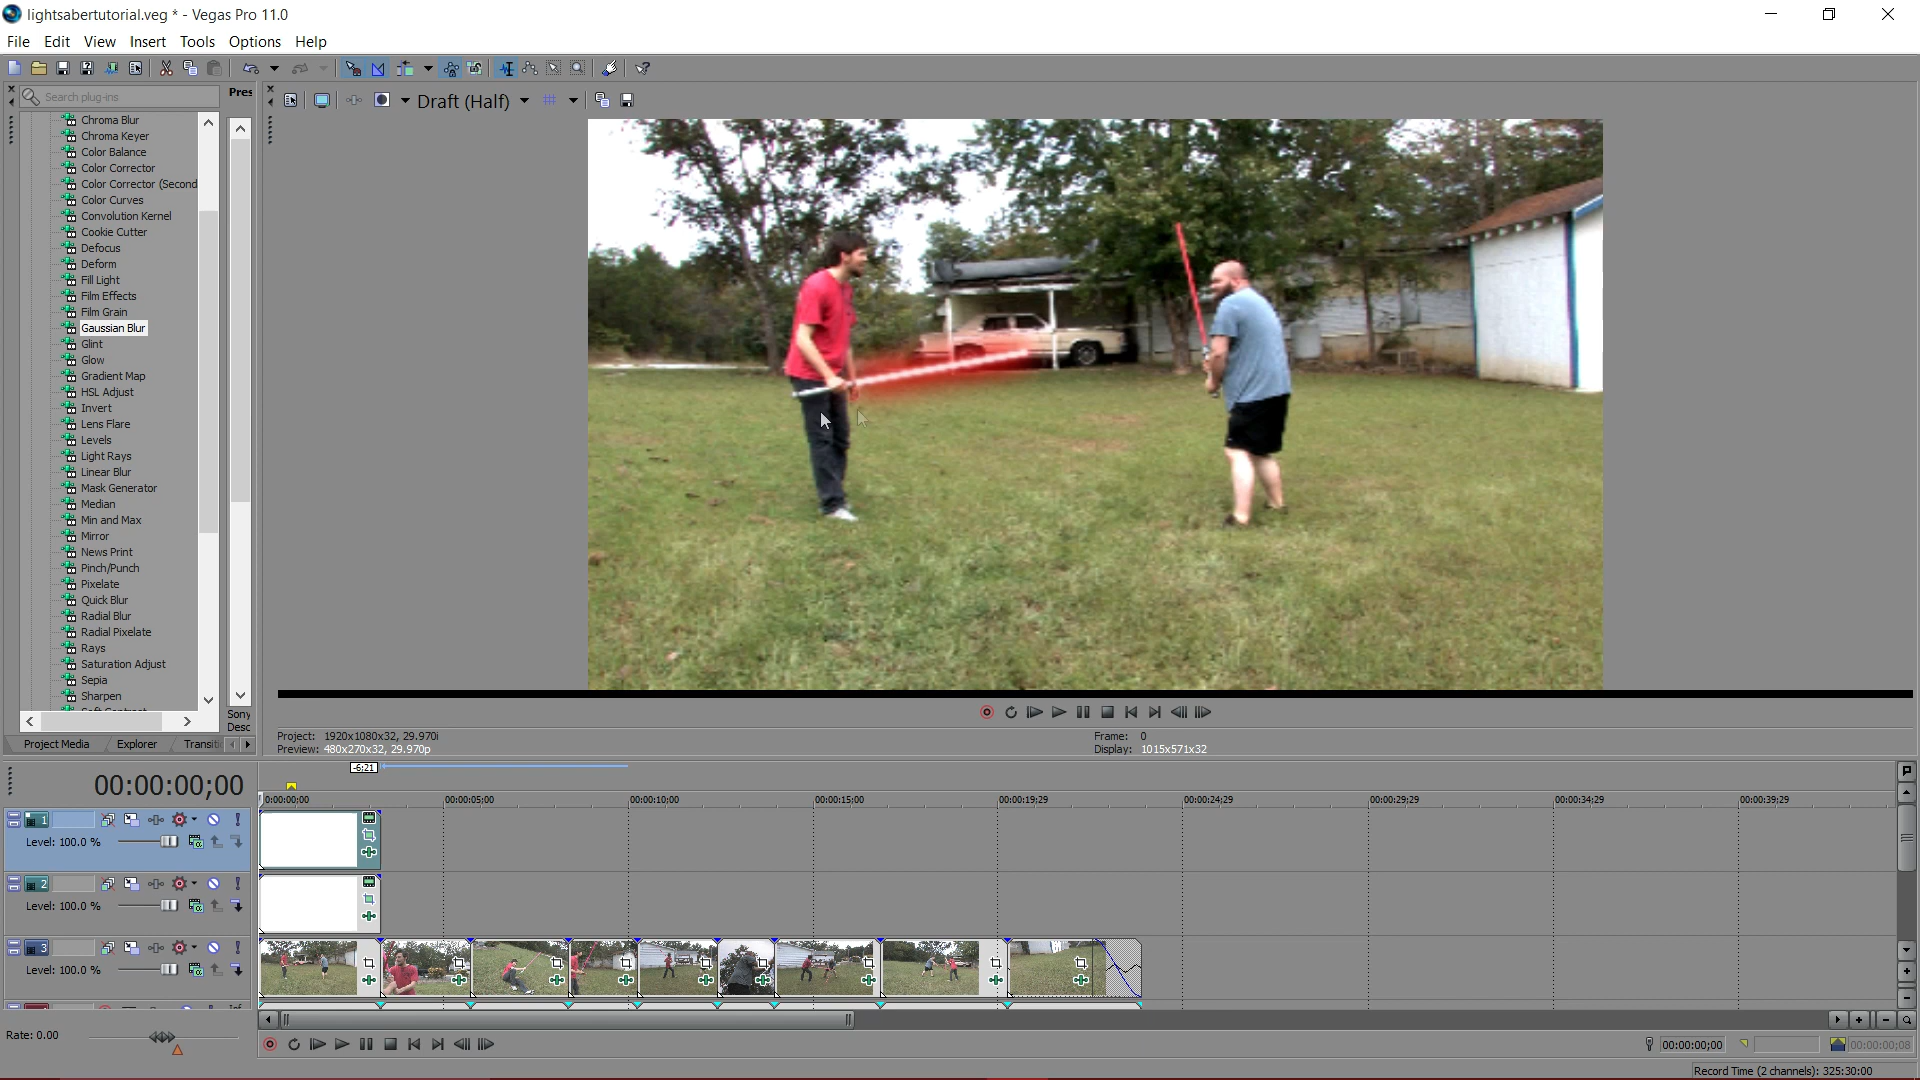 lightsabertutorial.veg * - Vegas Pro 11.0
File Edit View Insert Tools Options Help
Search plug-ins
Pres
Draft (Half)
Chroma Blur
Chroma Keyer
Color Balance
Color Corrector
Color Corrector (Second
Color Curves
Convolution Kernel
Cookie Cutter
Defocus
Deform
Fill Light
Film Effects
Film Grain
Gaussian Blur
Glint
Glow
Gradient Map
HSL Adjust
Invert
Lens Flare
Levels
Light Rays
Linear Blur
Mask Generator
Median
Min and Max
Mirror
News Print
Pinch/Punch
Pixelate
Quick Blur
Radial Blur
Radial Pixelate
Rays
Saturation Adjust
Sepia
Sharpen
Sony
Desc
Project Media Explorer Transiti
Project: 1920x1080x32, 29.970i
Preview: 480x270x32, 29.970p
Frame: 0
Display: 1015x571x32
00:00:00;00
-6;21
0:00:00;00 00:00:05;00 00:00:10;00 00:00:15;00 00:00:19;29 00:00:24;29 00:00:29;29 00:00:34;29 00:00:39;29
1
Level: 100.0 %
2
Level: 100.0 %
3
Level: 100.0 %
Rate: 0.00
00:00:00;00
00:00:00;08
Record Time (2 channels): 325:30:00